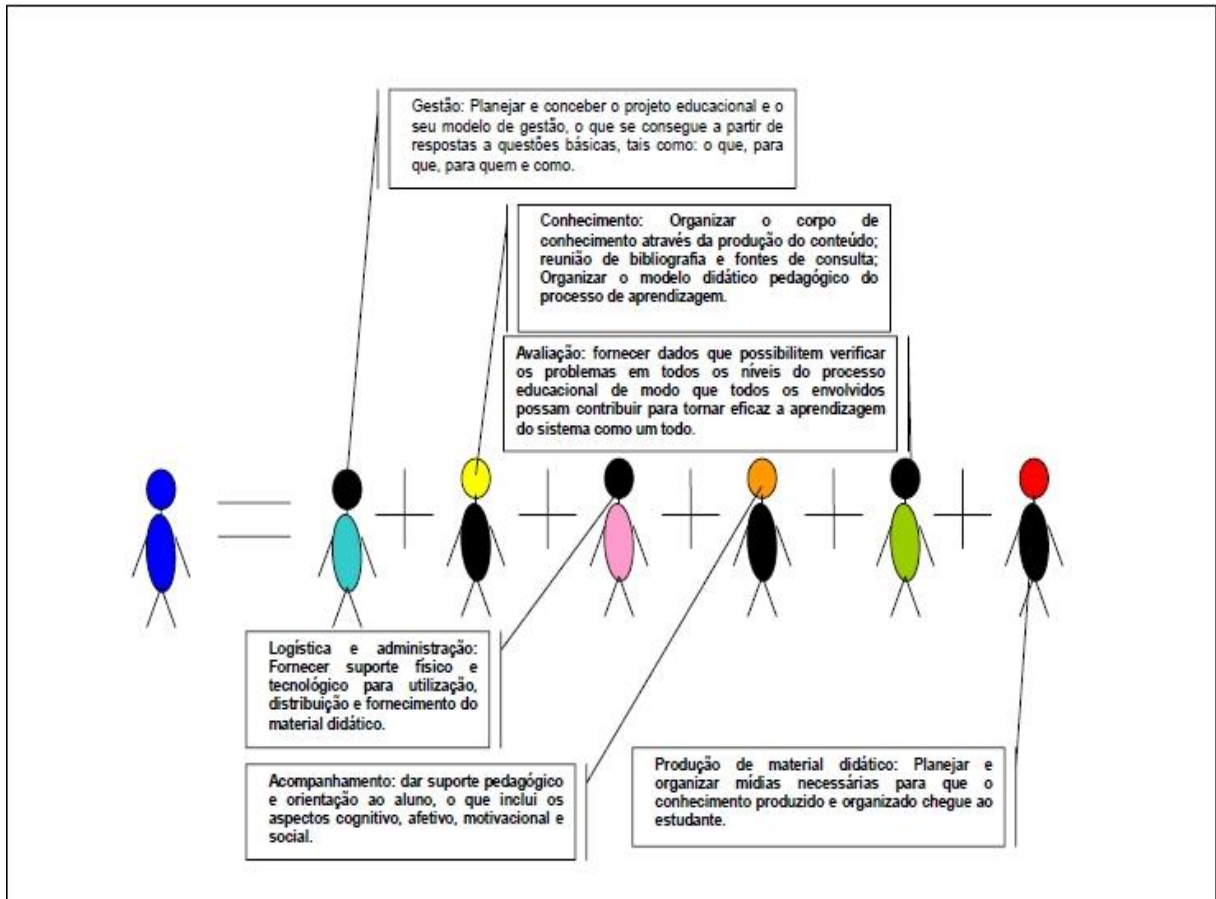 Gestão: Planejar e conceber o projeto educacional e o
seu modelo de gestão, o que se consegue a partir de
respostas a questões básicas, tais como: o que, para
que, para quem e como.
Conhecimento: Organizar o corpo de
conhecimento através da produção do conteúdo;
reunião de bibliografia e fontes de consulta;
Organizar o modelo didático pedagógico do
processo de aprendizagem.
Avaliação: fornecer dados que possibilitem verificar
os problemas em todos os níveis do processo
educacional de modo que todos os envolvidos
possam contribuir para tornar eficaz a aprendizagem
do sistema como um todo.
Logística e administração:
Fornecer suporte físico e
tecnológico para utilização,
distribuição e fornecimento do
material didático.
Acompanhamento: dar suporte pedagógico
e orientação ao aluno, o que inclui os
aspectos cognitivo, afetivo, motivacional e
social.
Produção de material didático: Planejar e
organizar mídias necessárias para que o
conhecimento produzido e organizado chegue ao
estudante.